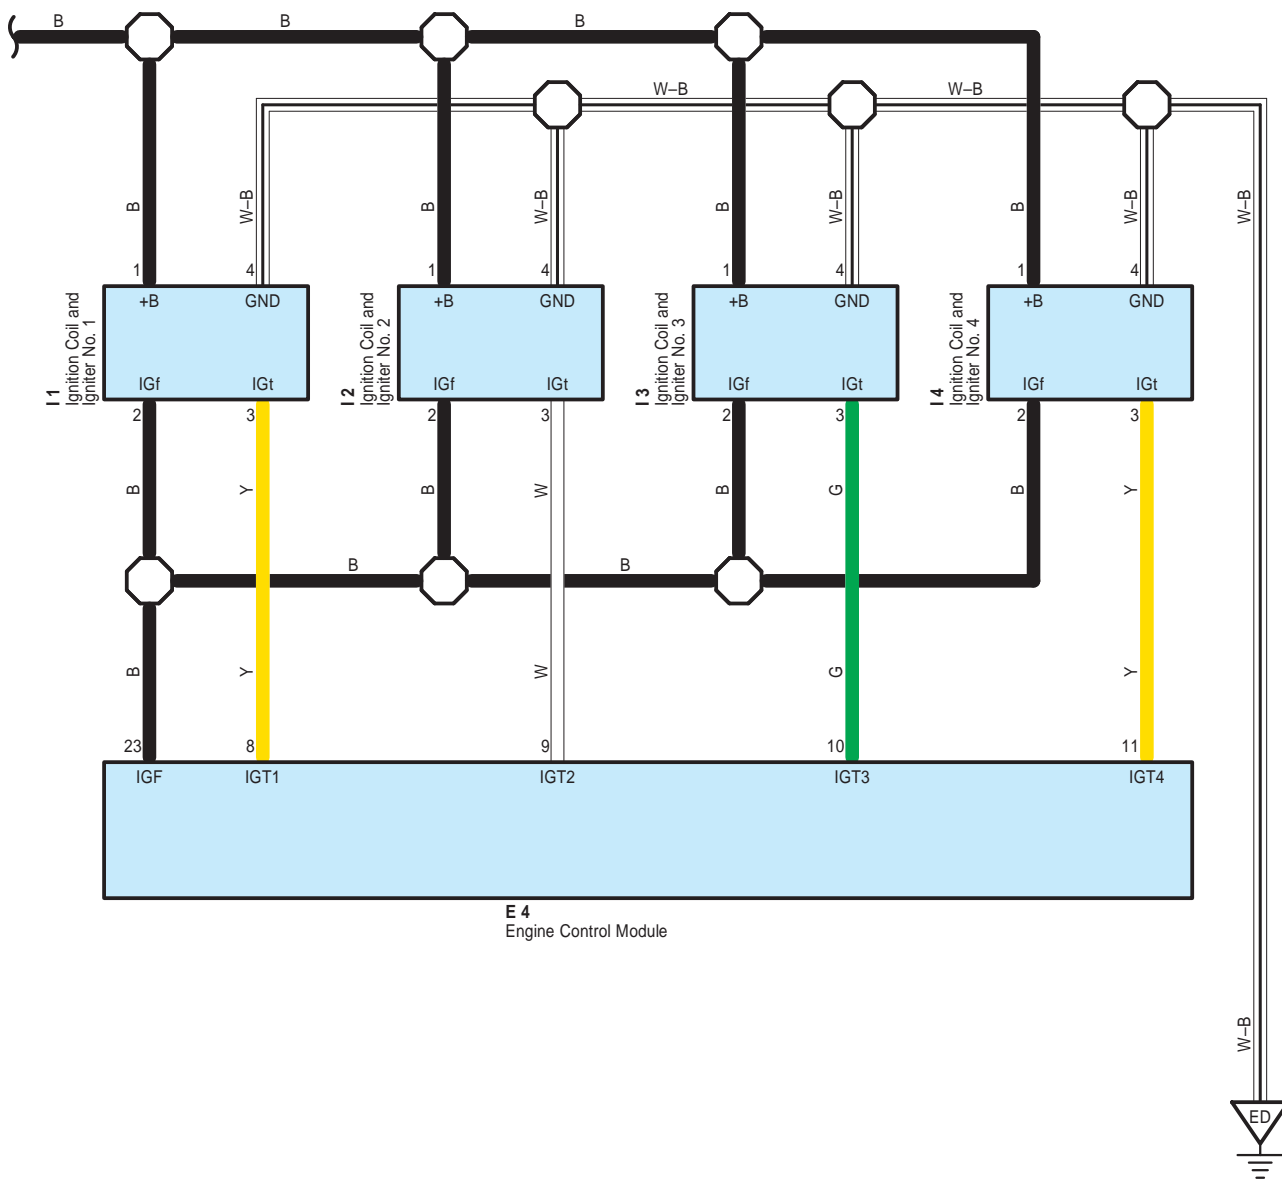 B B B
W–B W–B
B W–B B W–B B W–B B W–B W–B
1 4 1 4 1 4 1 4
+B GND +B GND +B GND +B GND
I 1
Ignition Coil and
Igniter No. 1
I 2
Ignition Coil and
Igniter No. 2
I 3
Ignition Coil and
Igniter No. 3
I 4
Ignition Coil and
Igniter No. 4
IGf IGt IGf IGt IGf IGt IGf IGt
2 3 2 3 2 3 2 3
B Y B W B G B Y
B B
B Y W G Y
23 8 9 10 11
IGF IGT1 IGT2 IGT3 IGT4
E 4
Engine Control Module
W–B
ED